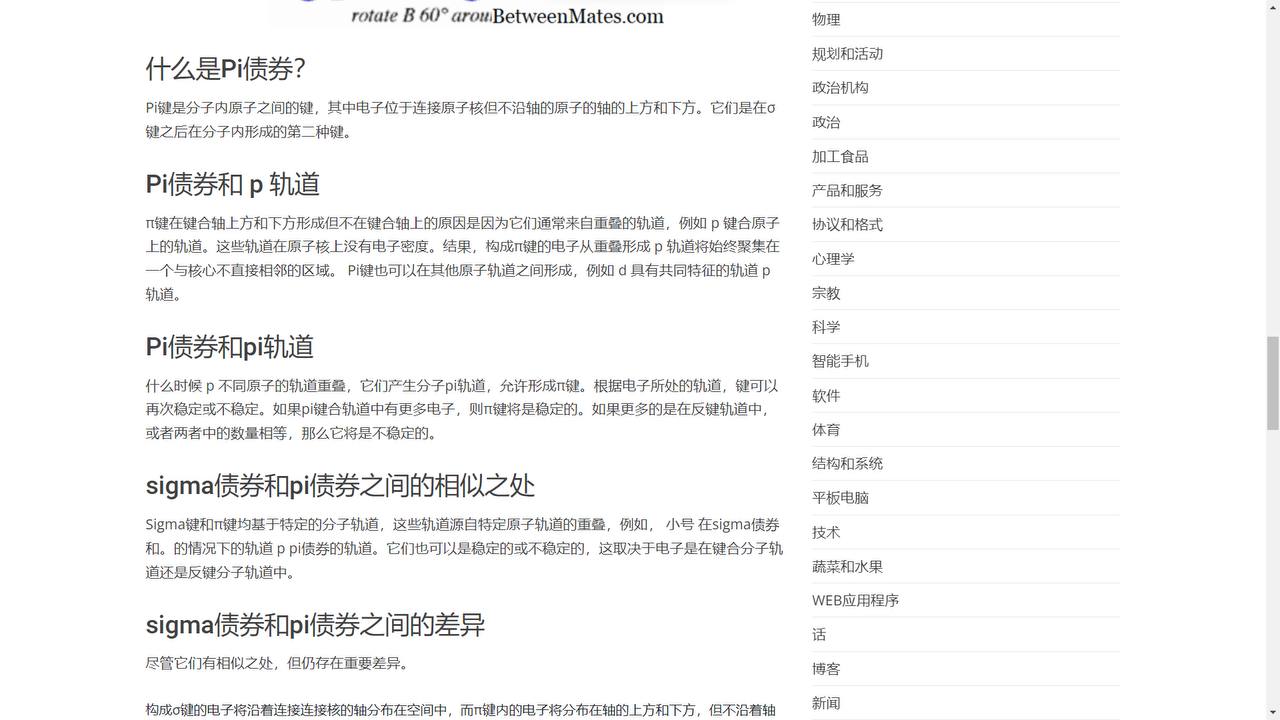 rotate B 60° arou
BetweenMates.com
什么是Pi债券？
Pi键是分子内原子之间的键，其中电子位于连接原子核但不沿轴的原子的轴的上方和下方。它们是在σ
键之后在分子内形成的第二种键。
Pi债券和 p 轨道
π键在键合轴上方和下方形成但不在键合轴上的原因是因为它们通常来自重叠的轨道，例如 p 键合原子
上的轨道。这些轨道在原子核上没有电子密度。结果，构成π键的电子从重叠形成 p 轨道将始终聚集在
一个与核心不直接相邻的区域。 Pi键也可以在其他原子轨道之间形成，例如 d 具有共同特征的轨道 p
轨道。
Pi债券和pi轨道
什么时候 p 不同原子的轨道重叠，它们产生分子pi轨道，允许形成π键。根据电子所处的轨道，键可以
再次稳定或不稳定。如果pi键合轨道中有更多电子，则π键将是稳定的。如果更多的是在反键轨道中，
或者两者中的数量相等，那么它将是不稳定的。
sigma债券和pi债券之间的相似之处
Sigma键和π键均基于特定的分子轨道，这些轨道源自特定原子轨道的重叠，例如， 小号 在sigma债券
和。的情况下的轨道 p pi债券的轨道。它们也可以是稳定的或不稳定的，这取决于电子是在键合分子轨
道还是反键分子轨道中。
sigma债券和pi债券之间的差异
尽管它们有相似之处，但仍存在重要差异。
构成σ键的电子将沿着连接连接核的轴分布在空间中，而π键内的电子将分布在轴的上方和下方，但不沿着轴
物理
规划和活动
政治机构
政治
加工食品
产品和服务
协议和格式
心理学
宗教
科学
智能手机
软件
体育
结构和系统
平板电脑
技术
蔬菜和水果
WEB应用程序
话
博客
新闻